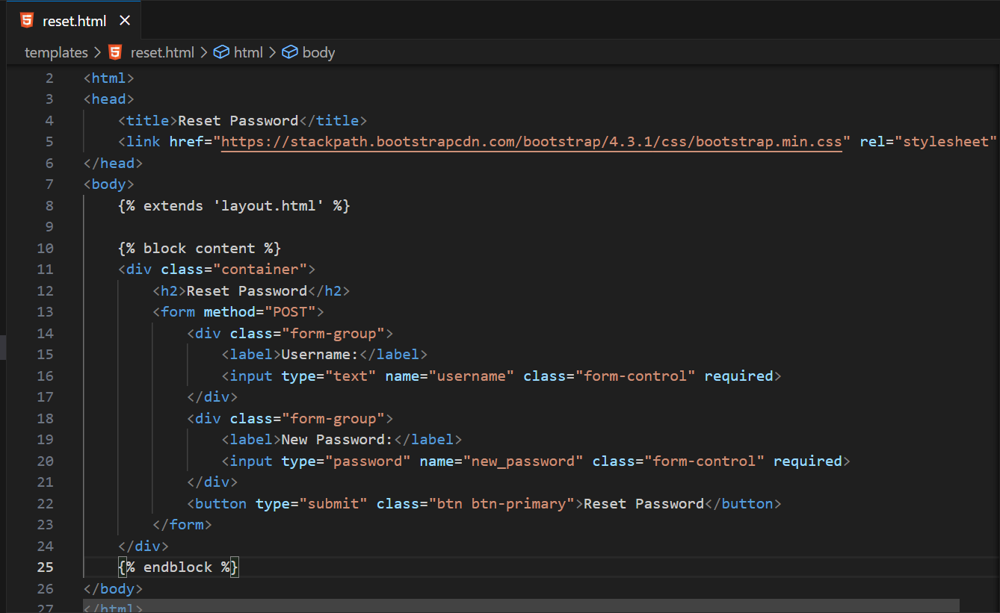 reset.html
templates > reset.html > html > body
2 <html>
3 <head>
4     <title>Reset Password</title>
5     <link href="https://stackpath.bootstrapcdn.com/bootstrap/4.3.1/css/bootstrap.min.css" rel="stylesheet"
6 </head>
7 <body>
8     {% extends 'layout.html' %}
9
10     {% block content %}
11     <div class="container">
12         <h2>Reset Password</h2>
13         <form method="POST">
14             <div class="form-group">
15                 <label>Username:</label>
16                 <input type="text" name="username" class="form-control" required>
17             </div>
18             <div class="form-group">
19                 <label>New Password:</label>
20                 <input type="password" name="new_password" class="form-control" required>
21             </div>
22             <button type="submit" class="btn btn-primary">Reset Password</button>
23         </form>
24     </div>
25     {% endblock %}
26 </body>
27 </html>